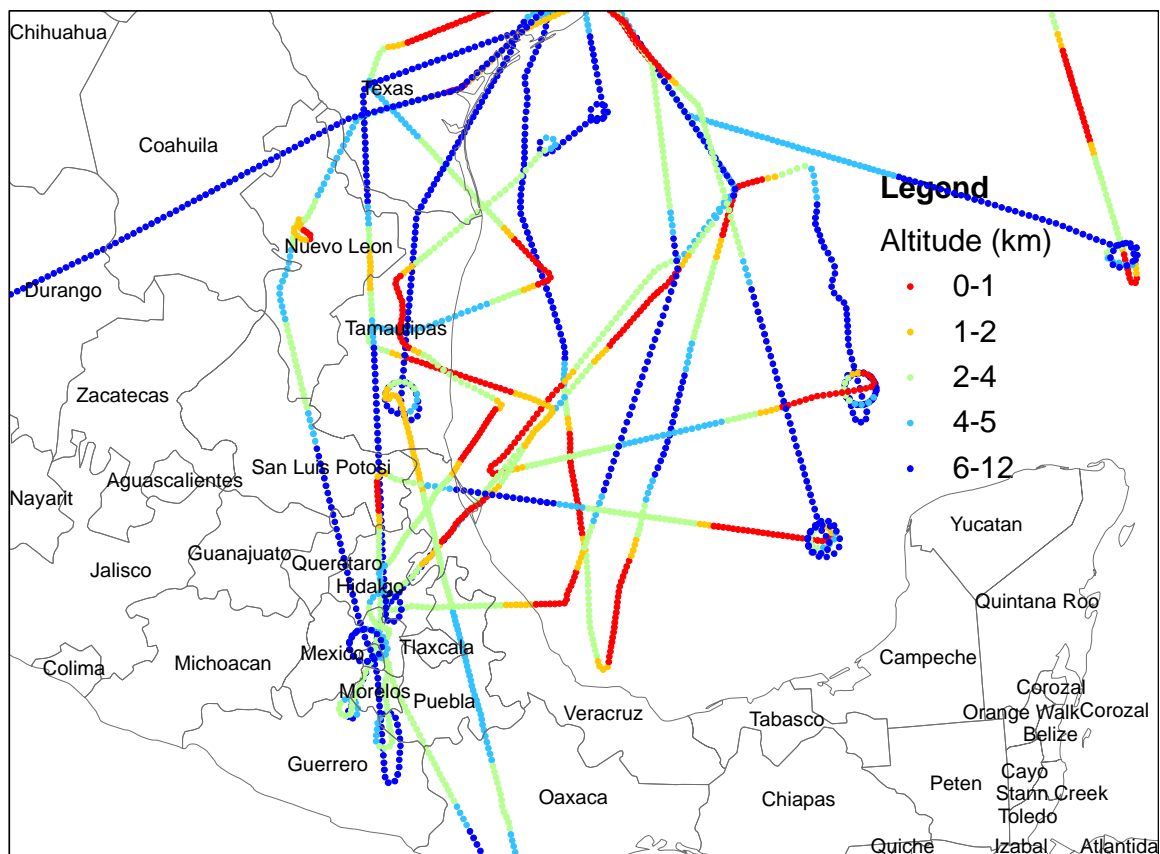 Chihuahua
Texas
Coahuila
Legend
Nuevo Leon
Altitude (km)
Durango
0-1
Tamaulipas
1-2
2-4
Zacatecas
4-5
San Luis Potosi
6-12
Aguascalientes
Nayarit
Yucatan
Guanajuato
Queretaro
Jalisco
Hidalgo
Quintana Roo
Tlaxcala
Mexico
Campeche
Michoacan
Colima
Morelos
Puebla
Corozal
Veracruz
Tabasco
Orange Walk
Corozal
Belize
Guerrero
Cayo
Peten
Stann Creek
Oaxaca
Chiapas
Toledo
Quiche
Izabal
Atlantida